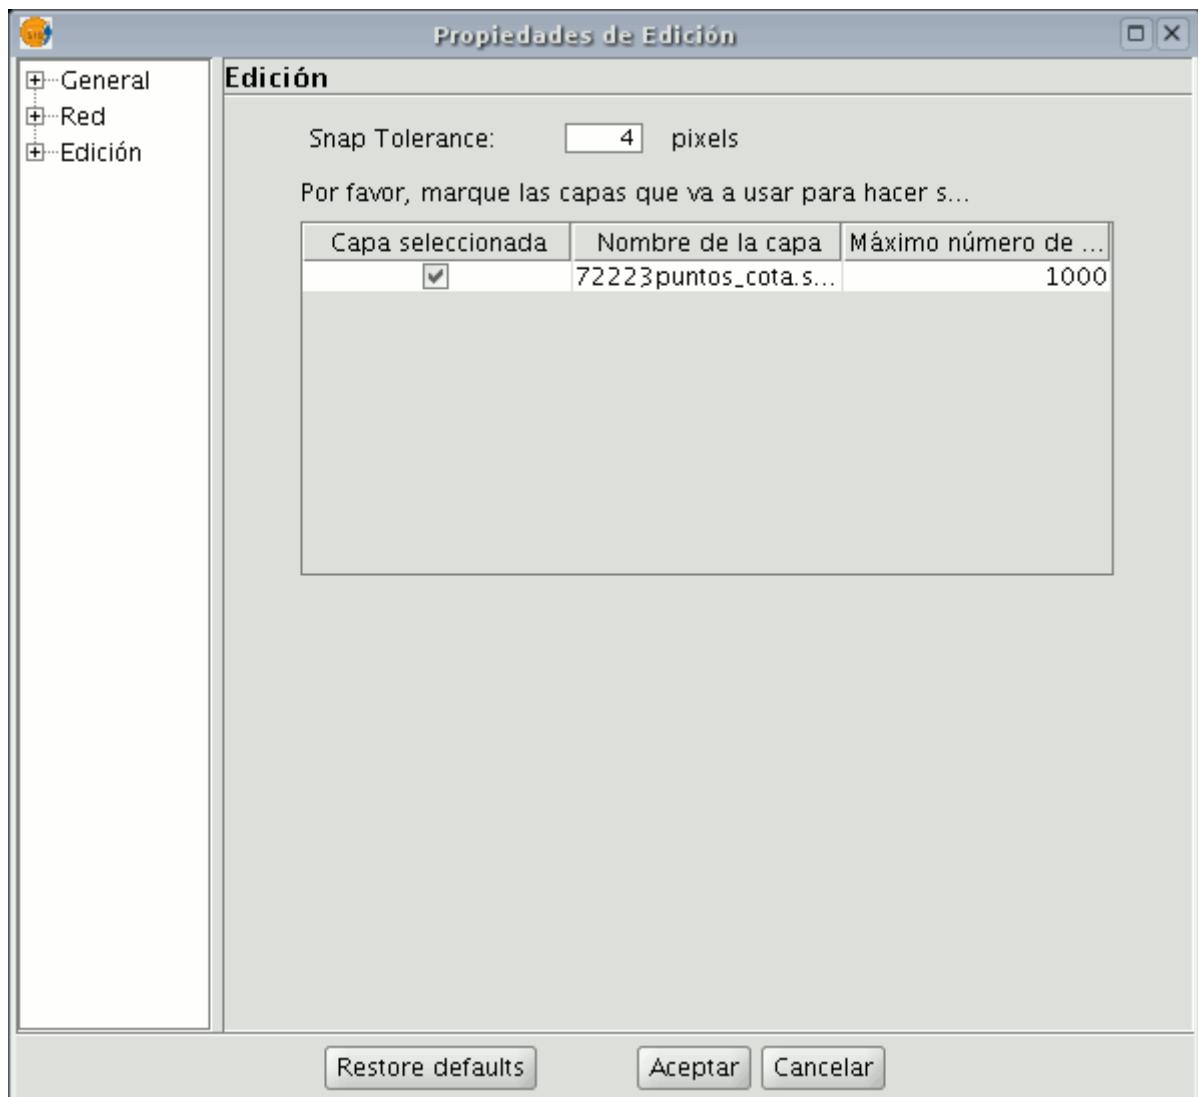 Propiedades de Edición
General
Red
Edición
Edición
Snap Tolerance: 4 pixels
Por favor, marque las capas que va a usar para hacer s...
Capa seleccionada Nombre de la capa Máximo número de ...
72223puntos_cota.s... 1000
Restore defaults Aceptar Cancelar